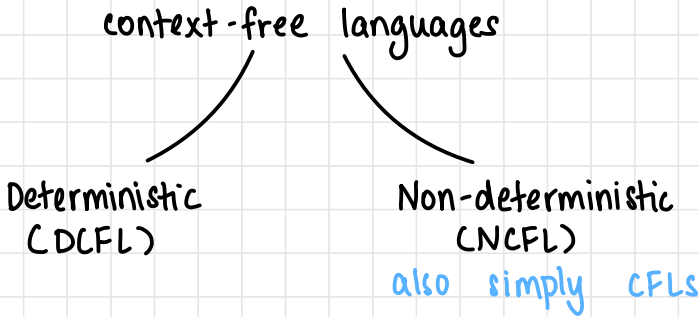 context-free languages
Deterministic Non-deterministic
(DCFL) (NCFL)
also simply CFLs